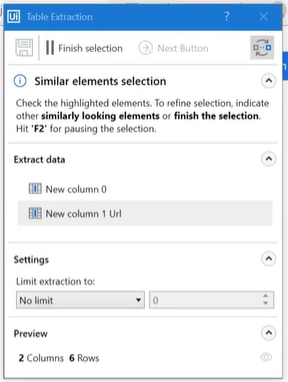 Ui Table Extraction ?
Finish selection Next Button
Similar elements selection
Check the highlighted elements. To refine selection, indicate
other similarly looking elements or finish the selection.
Hit 'F2' for pausing the selection.
Extract data
New column 0
New column 1 Url
Settings
Limit extraction to:
No limit 0
Preview
2 Columns 6 Rows